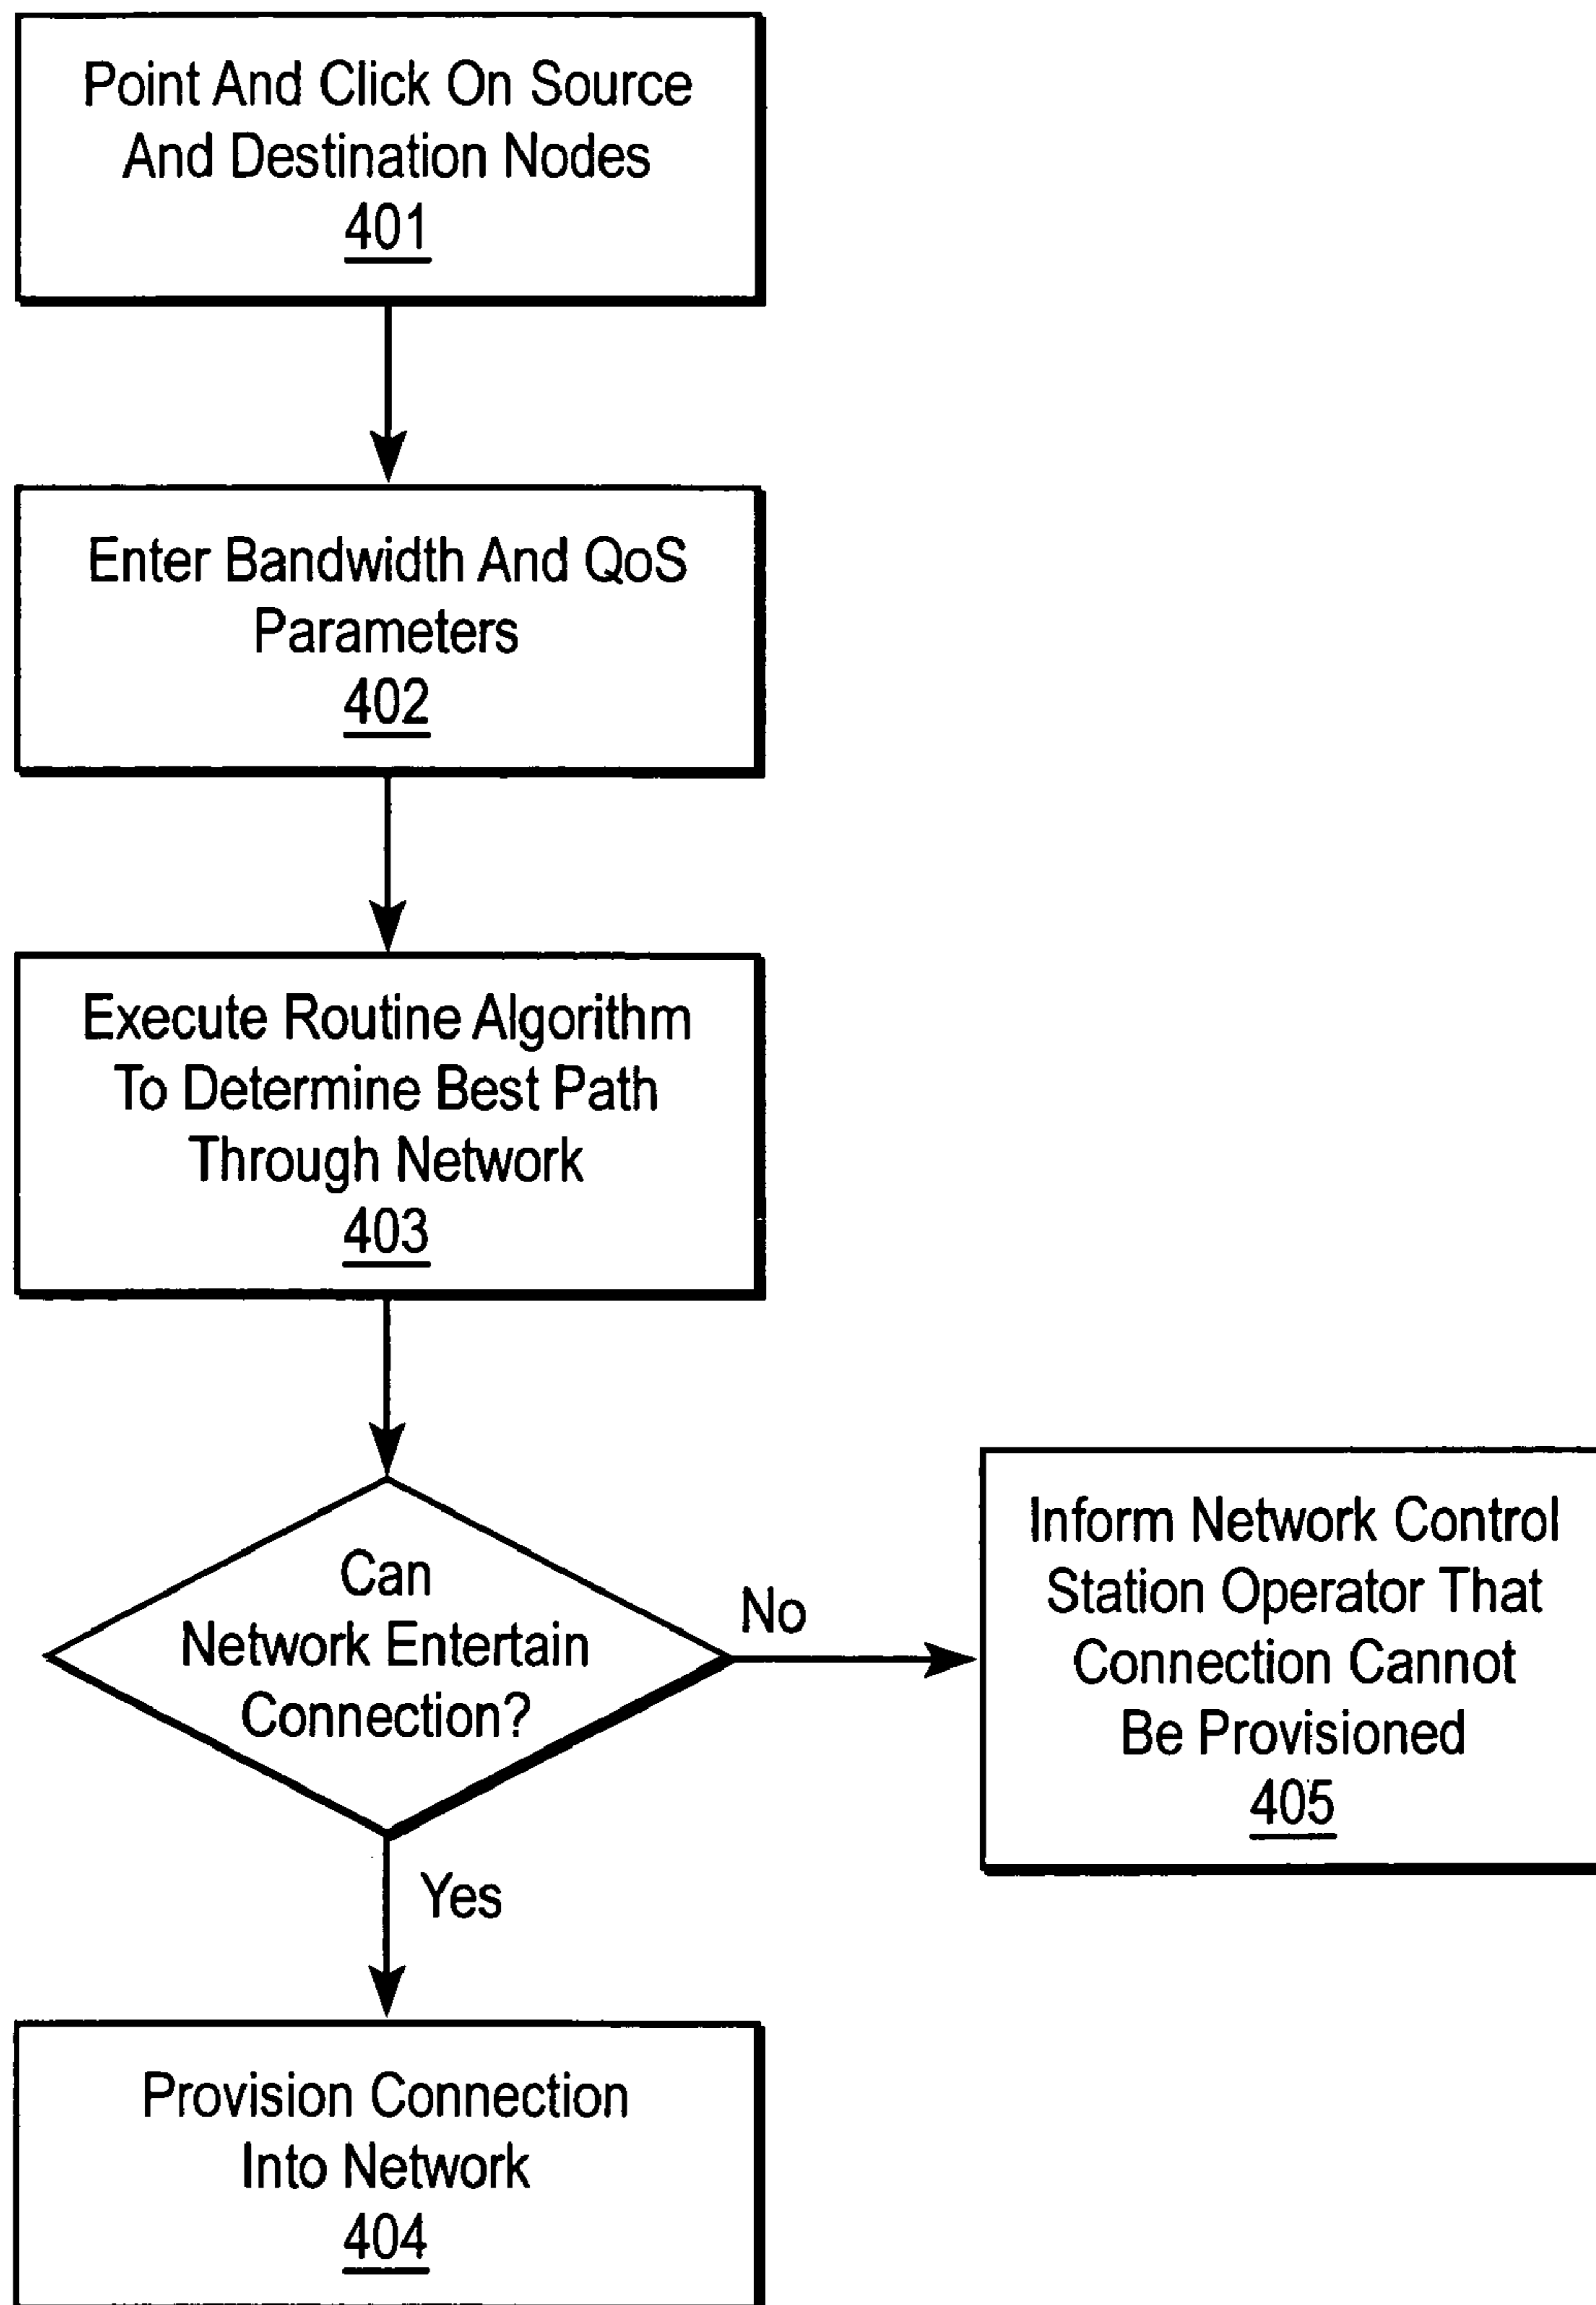 Point And Click On Source
And Destination Nodes
401
Enter Bandwidth And QoS
Parameters
402
Execute Routine Algorithm
To Determine Best Path
Through Network
403
Can
Network Entertain
Connection?
No
Inform Network Control
Station Operator That
Connection Cannot
Be Provisioned
405
Yes
Provision Connection
Into Network
404